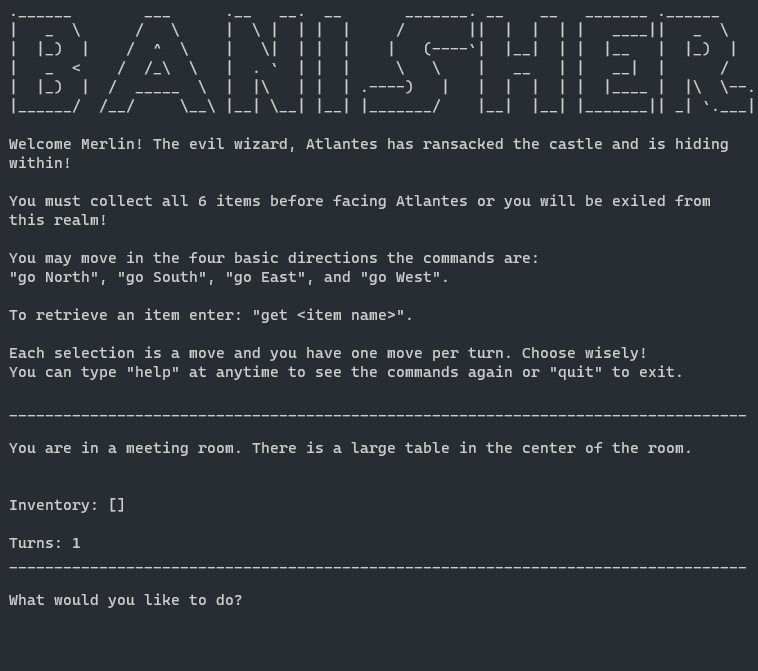 BANISHER
Welcome Merlin! The evil wizard, Atlantes has ransacked the castle and is hiding
within!
You must collect all 6 items before facing Atlantes or you will be exiled from
this realm!
You may move in the four basic directions the commands are:
"go North", "go South", "go East", and "go West".
To retrieve an item enter: "get <item name>".
Each selection is a move and you have one move per turn. Choose wisely!
You can type "help" at anytime to see the commands again or "quit" to exit.
You are in a meeting room. There is a large table in the center of the room.
Inventory: []
Turns: 1
What would you like to do?